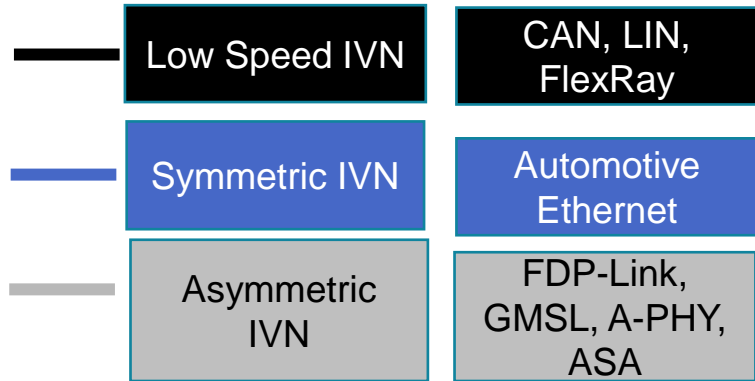 Low Speed IVN
CAN, LIN,
FlexRay
Symmetric IVN
Automotive
Ethernet
Asymmetric
IVN
FDP-Link,
GMSL, A-PHY,
ASA